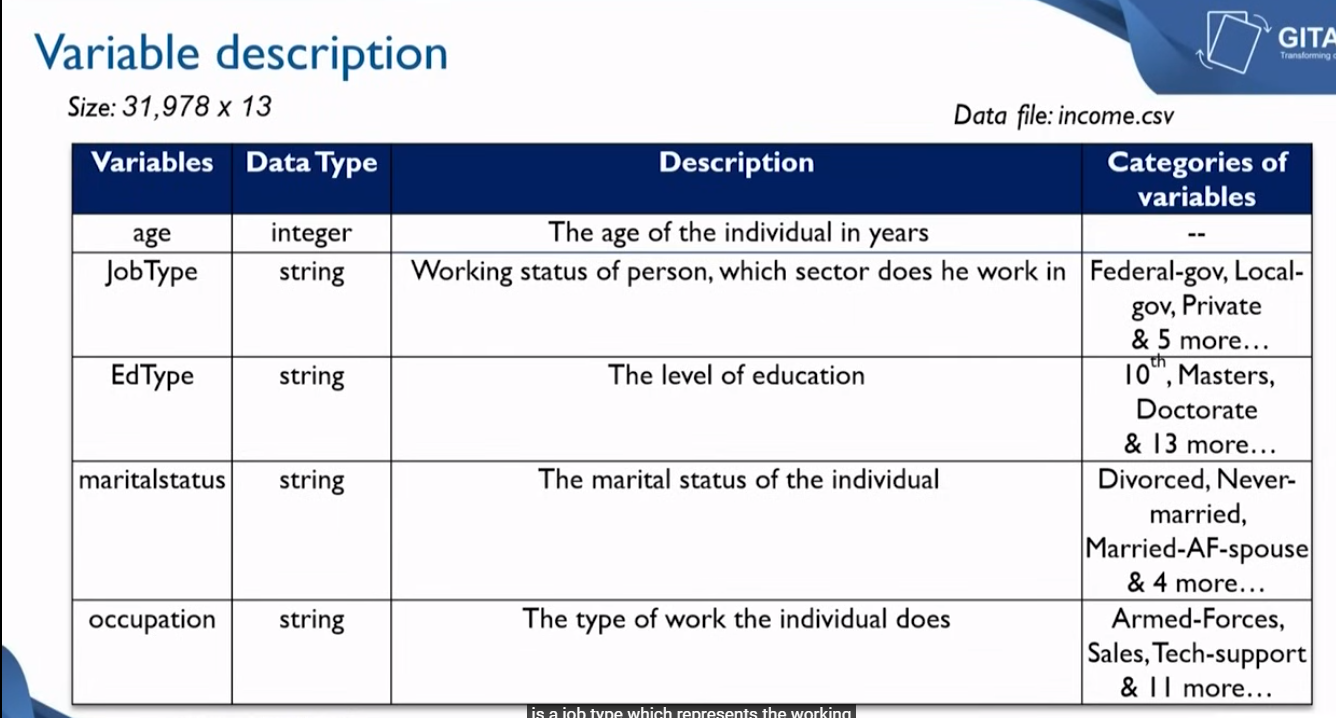 GITA
Transforming
Variable description
Size: 31,978 x 13
Data file: income.csv
Variables Data Type Description Categories of variables
age integer The age of the individual in years --
JobType string Working status of person, which sector does he work in Federal-gov, Local-
gov, Private
& 5 more...
EdType string The level of education 10th, Masters,
Doctorate
& 13 more...
maritalstatus string The marital status of the individual Divorced, Never-
married,
Married-AF-spouse
& 4 more...
occupation string The type of work the individual does Armed-Forces,
Sales, Tech-support
& 11 more...
is a job type which represents the working